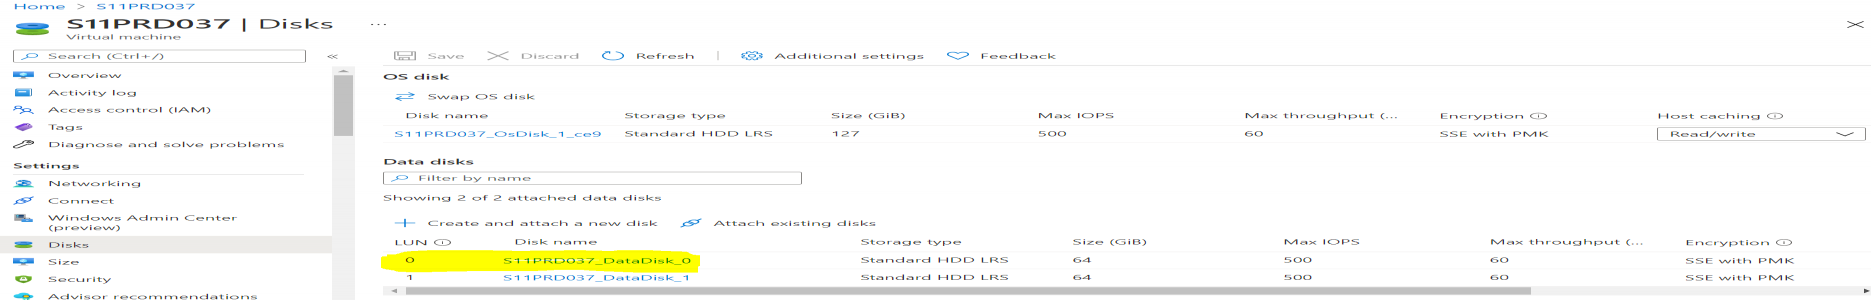 Home > S11PRD037
S11PRD037 | Disks ...
Virtual machine
Search (Ctrl+/) «
Overview
Activity log
Access control (IAM)
Tags
Diagnose and solve problems
Settings
Networking
Connect
Windows Admin Center
(preview)
Disks
Size
Security
Advisor recommendations
Save Discard Refresh | Additional settings Feedback
OS disk
Swap OS disk
Disk name Storage type Size (GiB) Max IOPS Max throughput (... Encryption Host caching
S11PRD037_OsDisk_1_ce9 Standard HDD LRS 127 500 60 SSE with PMK Read/write
Data disks
Filter by name
Showing 2 of 2 attached data disks
Create and attach a new disk Attach existing disks
LUN Disk name Storage type Size (GiB) Max IOPS Max throughput (... Encryption
0 S11PRD037_DataDisk_0 Standard HDD LRS 64 500 60 SSE with PMK
1 S11PRD037_DataDisk_1 Standard HDD LRS 64 500 60 SSE with PMK